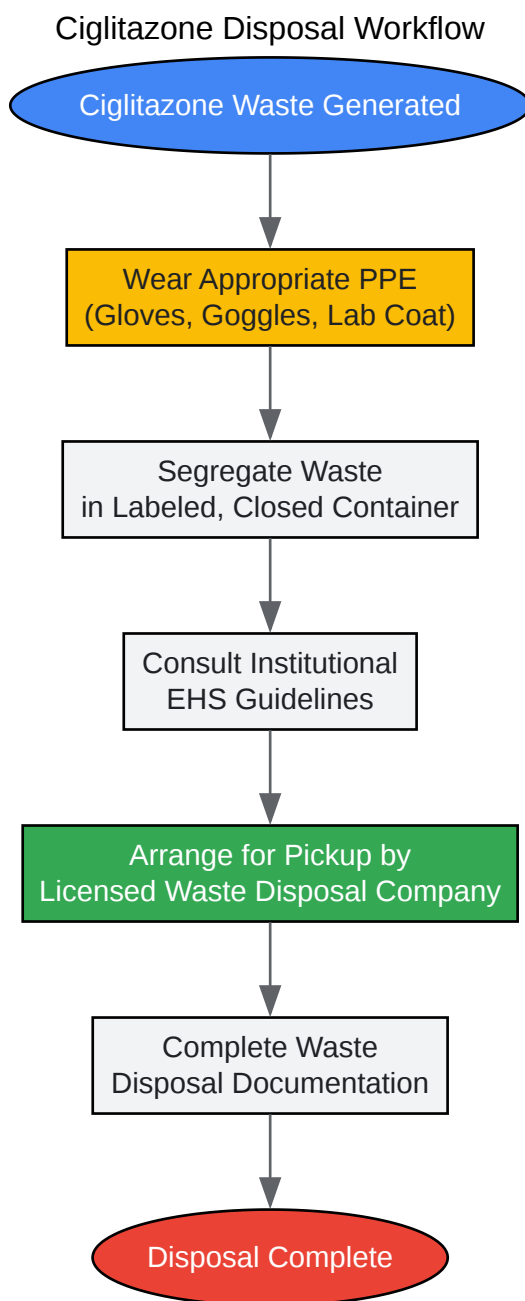 Ciglitazone Disposal Workflow
Ciglitazone Waste Generated
Wear Appropriate PPE
(Gloves, Goggles, Lab Coat)
Segregate Waste
in Labeled, Closed Container
Consult Institutional
EHS Guidelines
Arrange for Pickup by
Licensed Waste Disposal Company
Complete Waste
Disposal Documentation
Disposal Complete